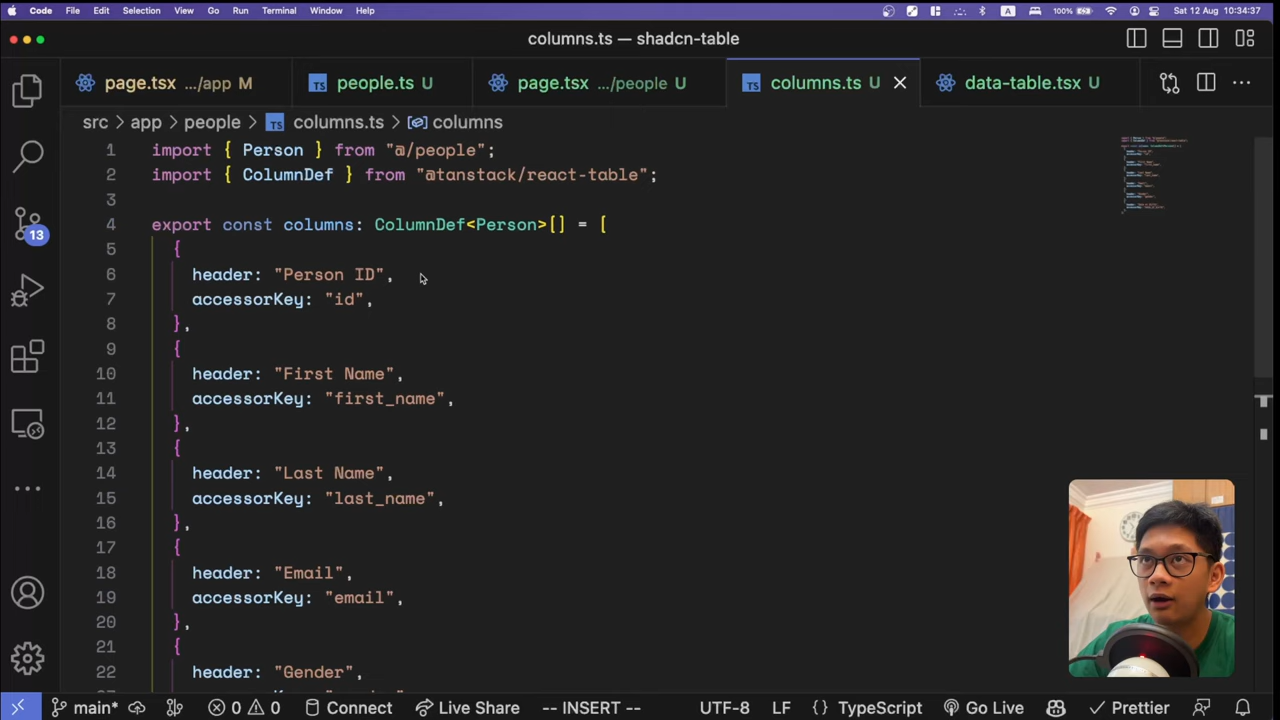 Code File Edit Selection View Go Run Terminal Window Help A 100% Sat 12 Aug 10:34:37
columns.ts — shadcn-table
page.tsx .../app M people.ts U page.tsx .../people U columns.ts U data-table.tsx U
src > app > people > columns.ts > columns
1 import { Person } from "@/people";
2 import { ColumnDef } from "@tanstack/react-table";
3
4 export const columns: ColumnDef<Person>[] = [
5 {
6 header: "Person ID",
7 accessorKey: "id",
8 },
9 {
10 header: "First Name",
11 accessorKey: "first_name",
12 },
13 {
14 header: "Last Name",
15 accessorKey: "last_name",
16 },
17 {
18 header: "Email",
19 accessorKey: "email",
20 },
21 {
22 header: "Gender",
13
main* 0 0 Connect Live Share -- INSERT -- UTF-8 LF {} TypeScript Go Live Prettier